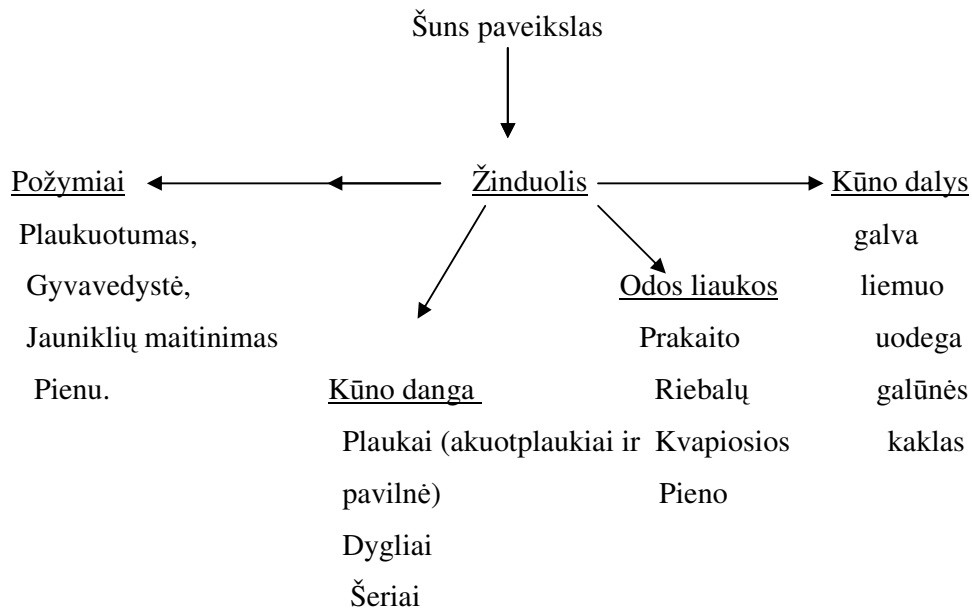 Šuns paveikslas
Požymiai
Plaukuotumas,
Gyvavedystė,
Jauniklių maitinimas
Pienu.
Žinduolis
Kūno danga
Plaukai (akuotplaukiai ir
pavilnė)
Dygliai
Šeriai
Odos liaukos
Prakaito
Riebalų
Kvapiosios
Pieno
Kūno dalys
galva
liemuo
uodega
galūnės
kaklas